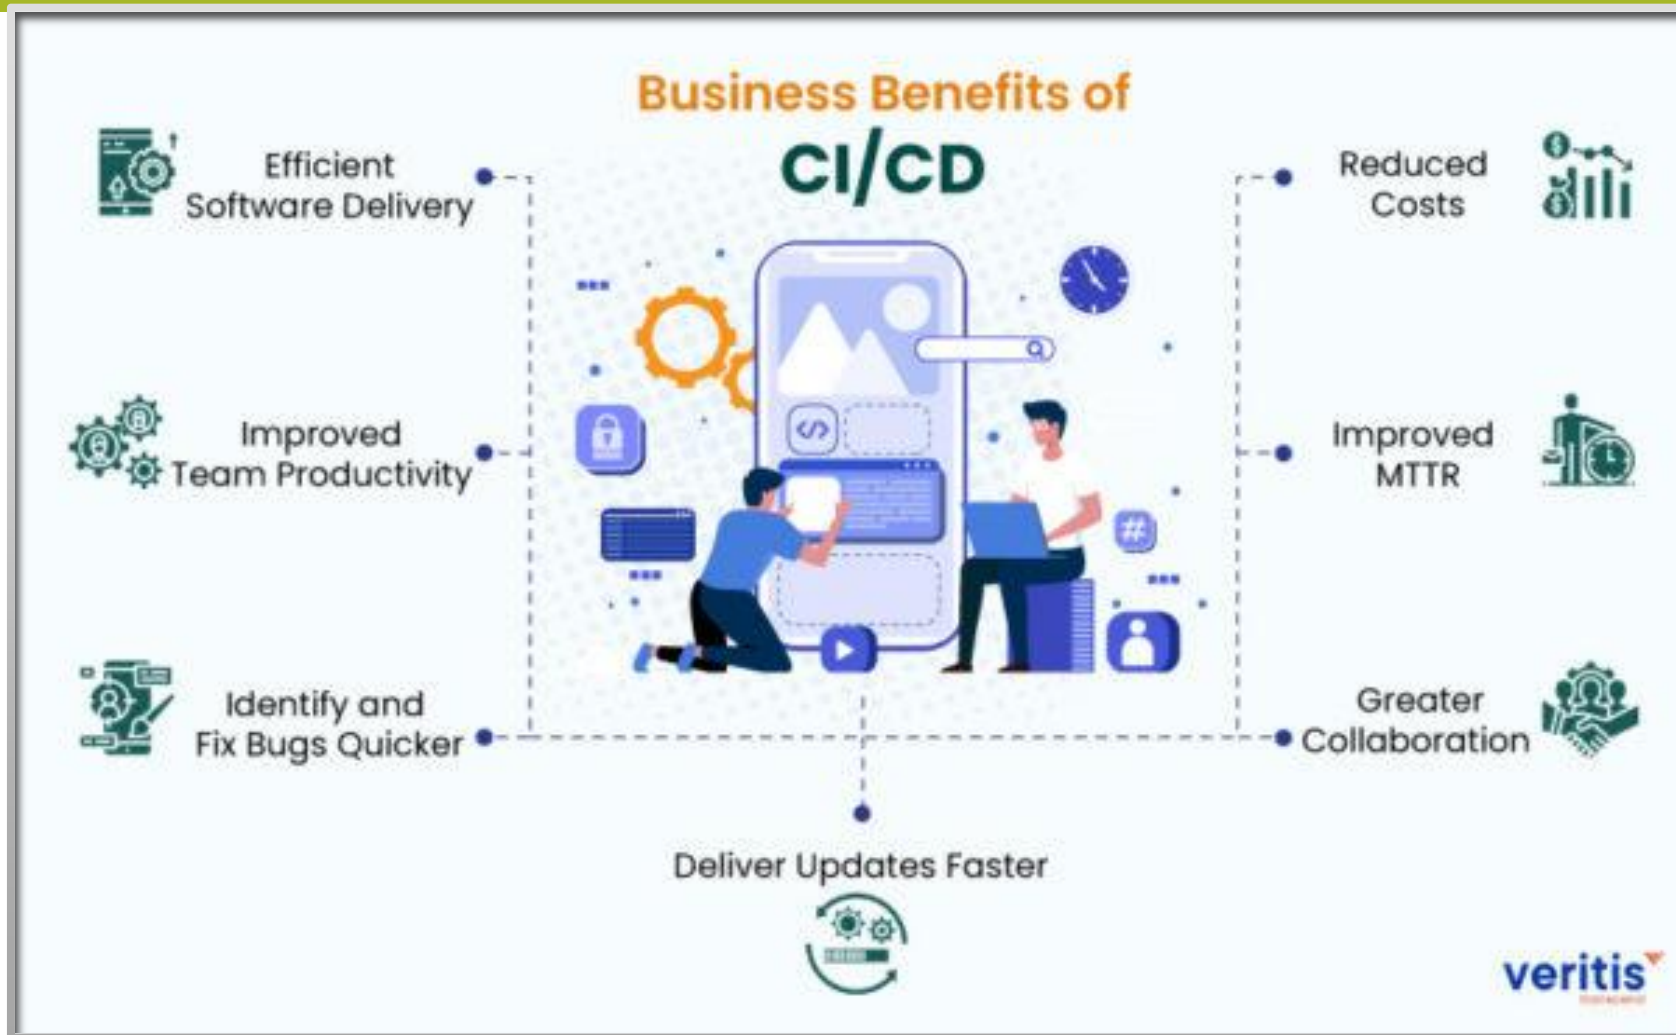 Business Benefits of
CI/CD
Efficient
Software Delivery
Improved
Team Productivity
Identify and
Fix Bugs Quicker
Reduced
Costs
Improved
MTTR
Greater
Collaboration
Deliver Updates Faster
</>
#
veritis